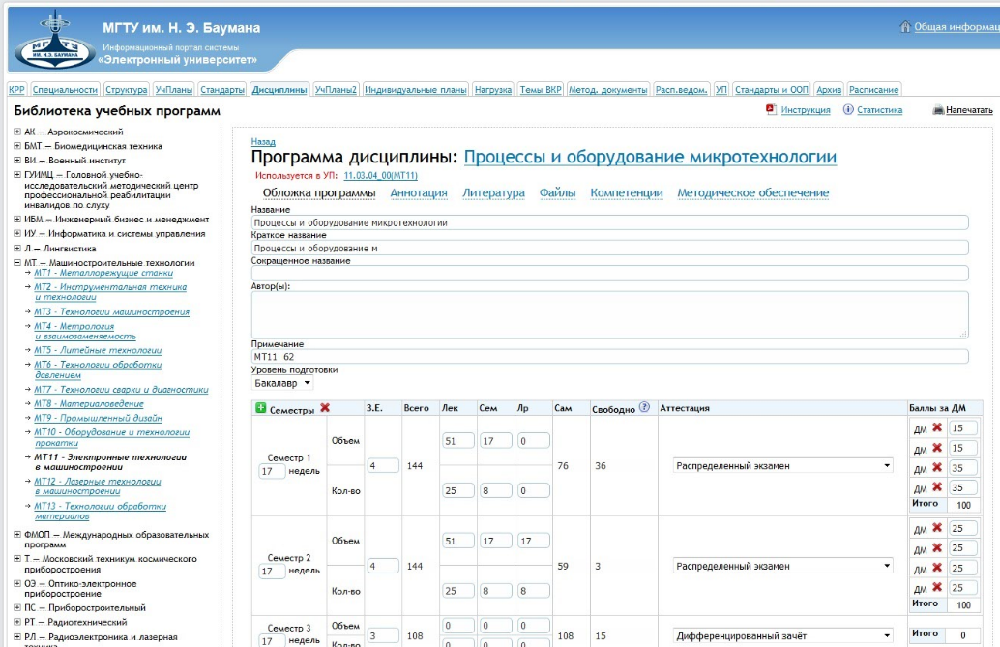 МГТУ им. Н. Э. Баумана
Информационный портал системы
«Электронный университет»
МГТУ
ИМ. Н.Э. БАУМАНА
Общая информац
КРР Специальности Структура УчПланы Стандарты Дисциплины УчПланы2 Индивидуальные планы Нагрузка Темы ВКР Метод. документы Расп.ведом. УП Стандарты и ООП Архив Расписание
Библиотека учебных программ
Инструкция Статистика Напечатать
АК — Аэрокосмический
БМТ — Биомедицинская техника
ВИ — Военный институт
ГУИМЦ — Головной учебно-
исследовательский методический центр
профессиональной реабилитации
инвалидов по слуху
ИБМ — Инженерный бизнес и менеджмент
ИУ — Информатика и системы управления
Л — Лингвистика
МТ — Машиностроительные технологии
МТ1 - Металлорежущие станки
МТ2 - Инструментальная техника
и технологии
МТ3 - Технологии машиностроения
МТ4 - Метрология
и взаимозаменяемость
МТ5 - Литейные технологии
МТ6 - Технологии обработки
давлением
МТ7 - Технологии сварки и диагностики
МТ8 - Материаловедение
МТ9 - Промышленный дизайн
МТ10 - Оборудование и технологии
прокатки
МТ11 - Электронные технологии
в машиностроении
МТ12 - Лазерные технологии
в машиностроении
МТ13 - Технологии обработки
материалов
ФМОП — Международных образовательных
программ
Т — Московский техникум космического
приборостроения
ОЭ — Оптико-электронное
приборостроение
ПС — Приборостроительный
РТ — Радиотехнический
РЛ — Радиоэлектроника и лазерная
техника
Назад
Программа дисциплины: Процессы и оборудование микротехнологии
Используется в УП: 11.03.04_00(МТ11)
Обложка программы Аннотация Литература Файлы Компетенции Методическое обеспечение
Название
Процессы и оборудование микротехнологии
Краткое название
Процессы и оборудование м
Сокращенное название
Автор(ы):
Примечание
МТ11 62
Уровень подготовки
Бакалавр
Семестры З.Е. Всего Лек Сем Лр Сам Свободно Аттестация Баллы за ДМ
Семестр 1
17 недель
Объем 51 17 0
Кол-во 25 8 0
4 144 76 36 Распределенный экзамен
ДМ 15
ДМ 15
ДМ 35
ДМ 35
Итого 100
Семестр 2
17 недель
Объем 51 17 17
Кол-во 25 8 8
4 144 59 3 Распределенный экзамен
ДМ 25
ДМ 25
ДМ 25
ДМ 25
Итого 100
Семестр 3
17 недель
Объем 0 0 0
Кол-во 0 0 0
3 108 108 15 Дифференцированный зачёт
Итого 0